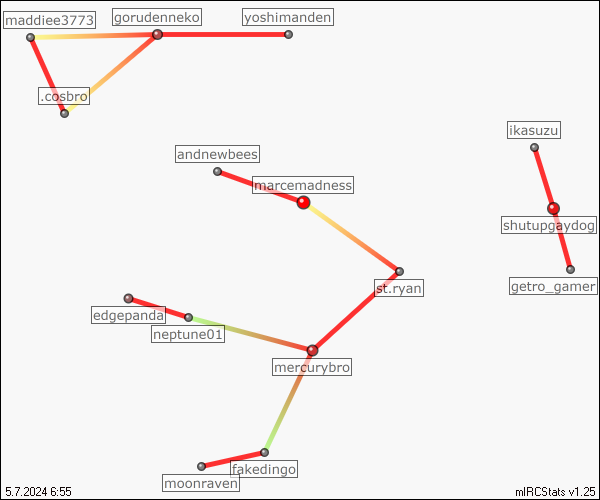 maddiee3773
gorudenneko
yoshimanden
.cosbro
ikasuzu
andnewbees
marcemadness
shutupgaydog
st.ryan
getro_gamer
edgepanda
neptune01
mercurybro
fakedingo
moonraven
5.7.2024 6:55
mIRCStats v1.25